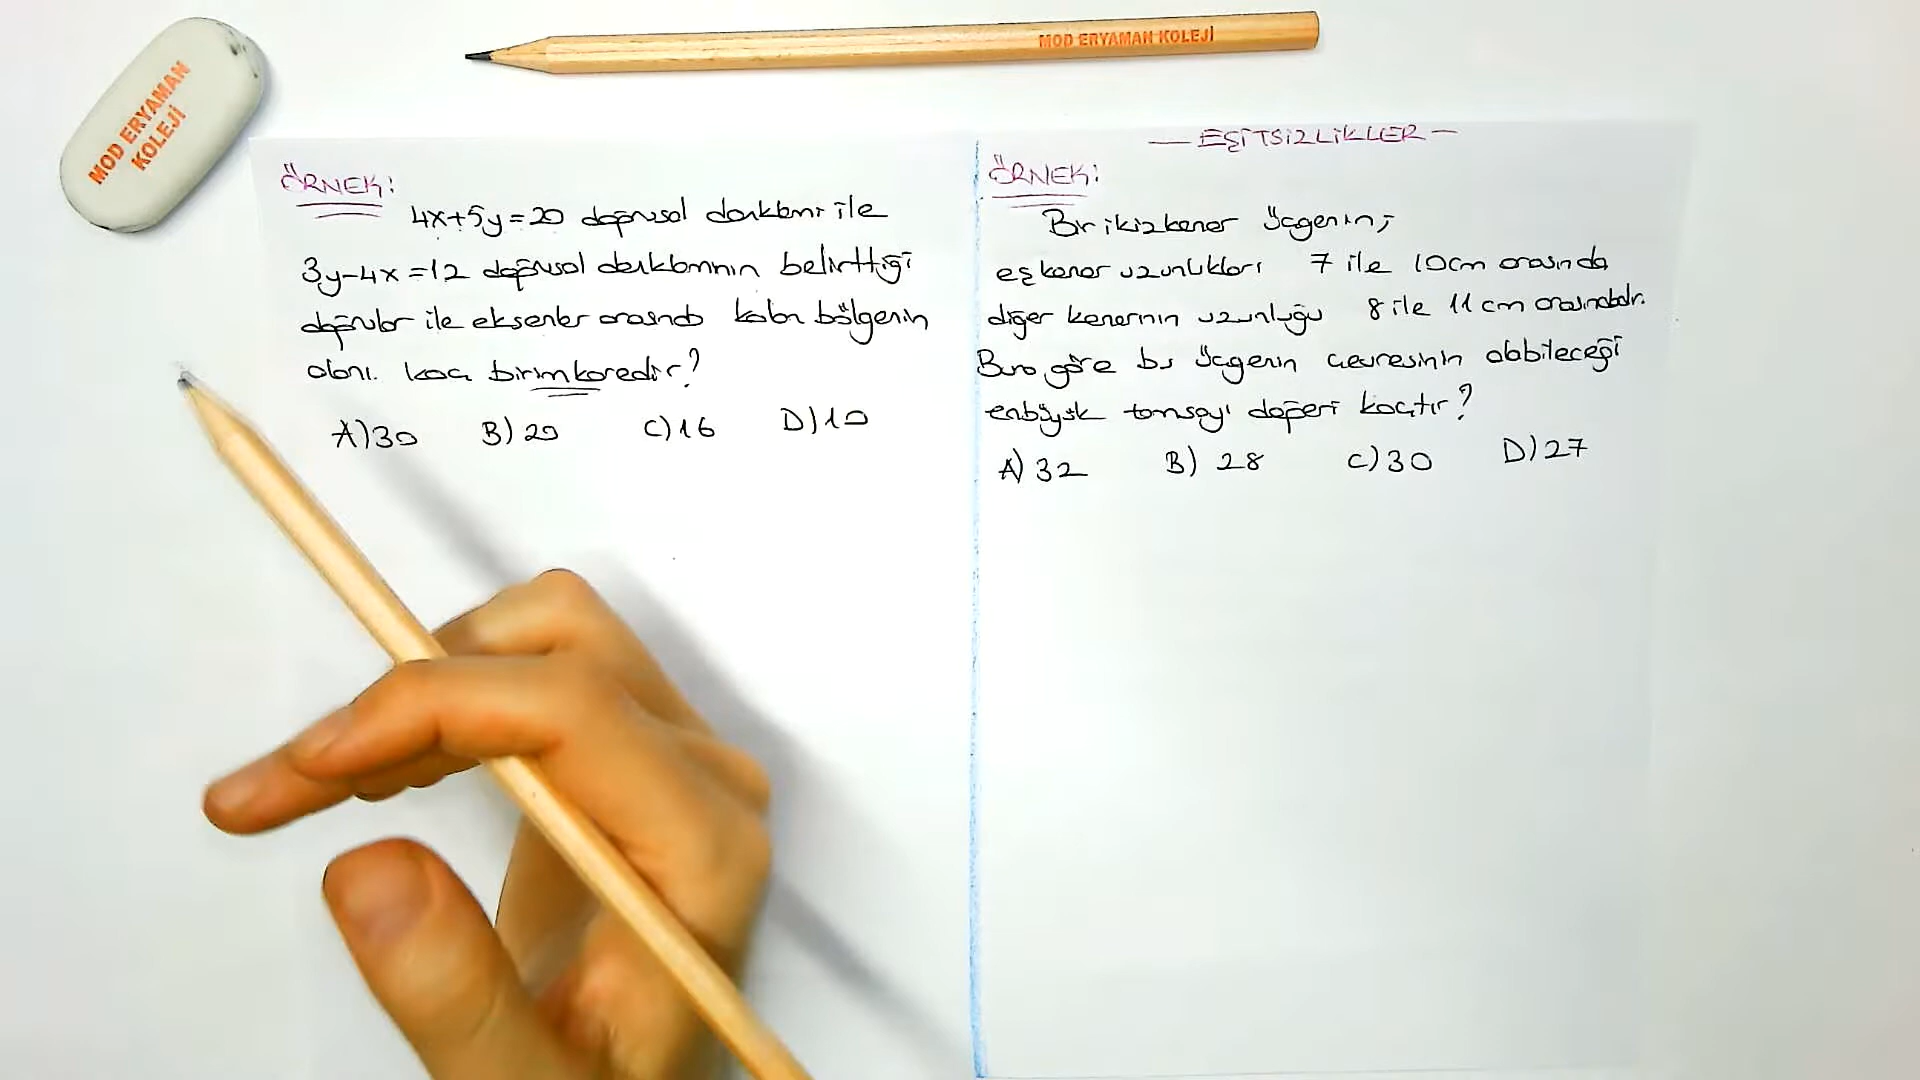 MOD ERYAMAN
KOLEJİ
MOD ERYAMAN KOLEJİ
ÖRNEK:
4x+5y=20 doğrusal denklemi ile
3y-4x=12 doğrusal denkleminin belirttiği
doğrular ile eksenler arasında kalan bölgenin
alanı kaç birimkaredir?
A)30 B)20 C)16 D)10
— EŞİTSİZLİKLER —
ÖRNEK:
Bir ikizkenar üçgenin;
eş kenar uzunlukları 7 ile 10cm arasında
diğer kenarının uzunluğu 8 ile 11 cm arasındadır.
Buna göre bu üçgenin çevresinin alabileceği
enbüyük tamsayı değeri kaçtır?
A) 32 B) 28 C)30 D)27